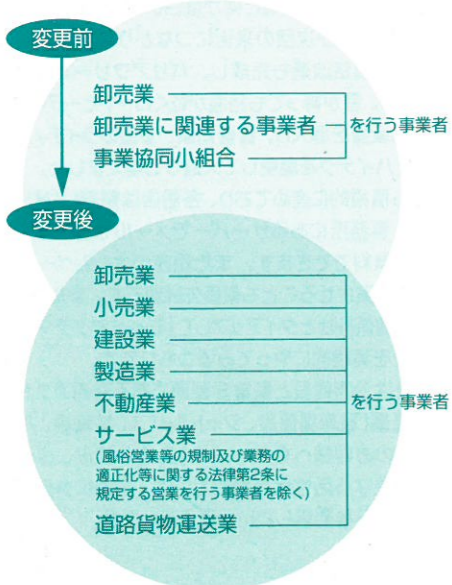 変更前
卸売業
卸売業に関連する事業者
を行う事業者
事業協同小組合
変更後
卸売業
小売業
建設業
製造業
不動産業
を行う事業者
サービス業
(風俗営業等の規制及び業務の
適正化等に関する法律第2条に
規定する営業を行う事業者を除く)
道路貨物運送業